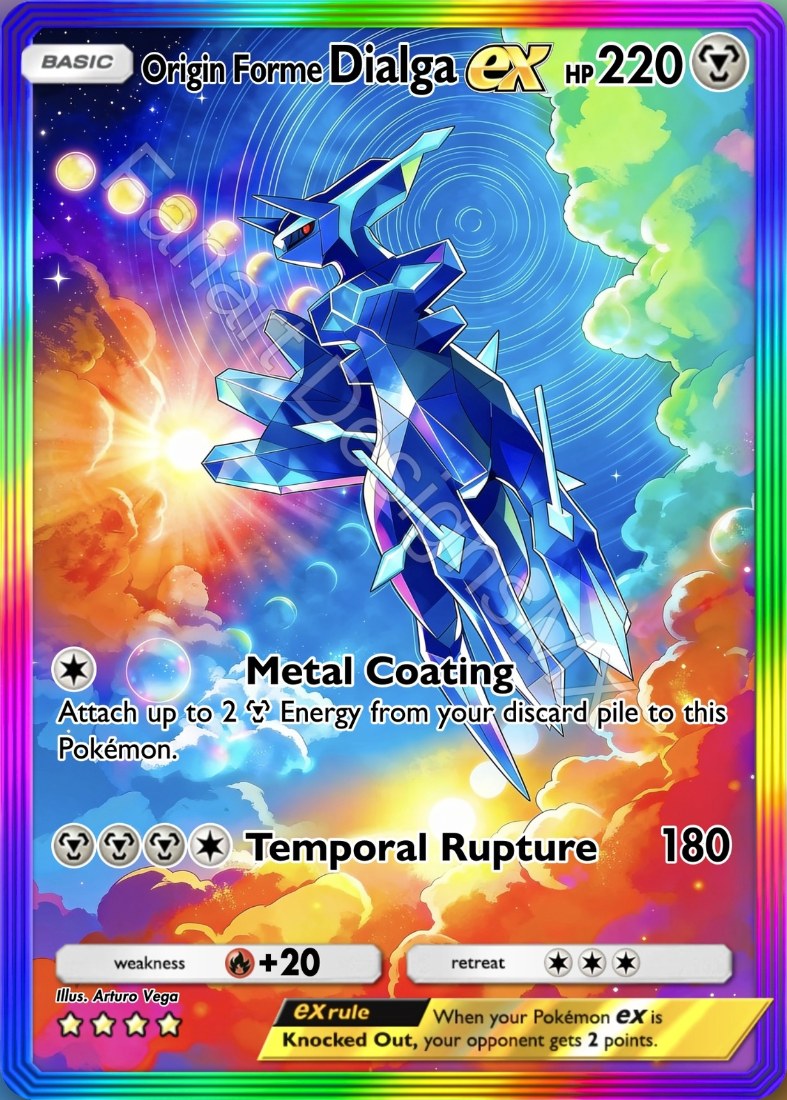 BASIC Origin Forme Dialga ex HP 220
Fanart DesignsMX
Metal Coating
Attach up to 2 Energy from your discard pile to this
Pokémon.
Temporal Rupture 180
weakness +20 retreat
Illus. Arturo Vega
ex rule When your Pokémon ex is
Knocked Out, your opponent gets 2 points.